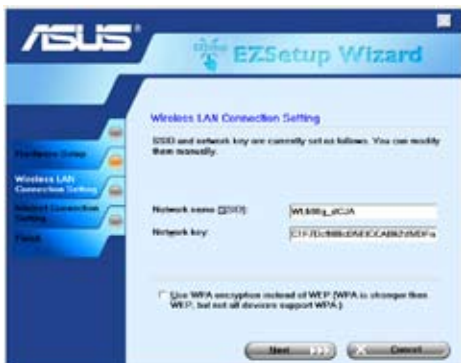 ASUS
EZSetup Wizard
Wireless LAN Connection Setting
SSID and network key are currently set as follows. You can modify
them manually.
Hardware Setup
Wireless LAN
Connection Setting
Connection
Setting
Finish
Network name (SSID):
Network key:
Use WPA encryption instead of WEP (WPA is stronger than
WEP, but not all devices support WPA.)
Next
Cancel